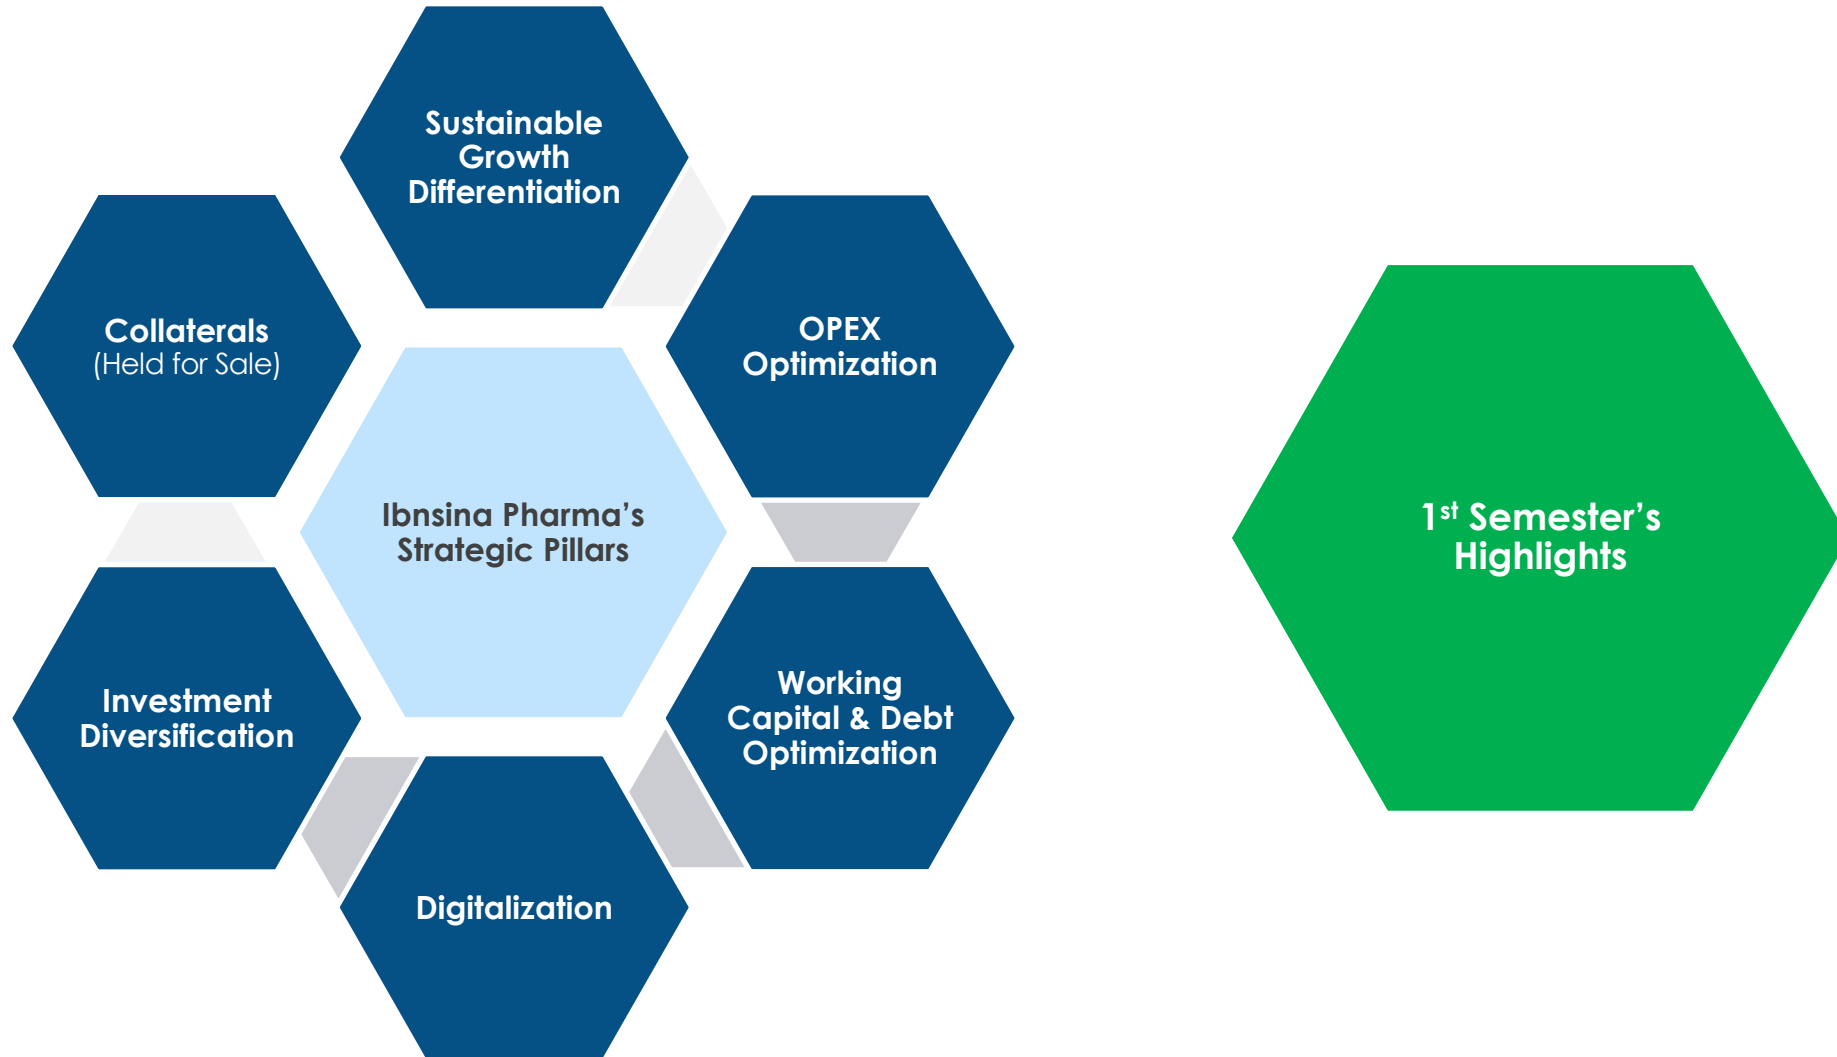 Sustainable
Growth
Differentiation
OPEX
Optimization
Working
Capital & Debt
Optimization
Digitalization
Investment
Diversification
Collaterals
(Held for Sale)
Ibnsina Pharma’s
Strategic Pillars
1st Semester’s
Highlights